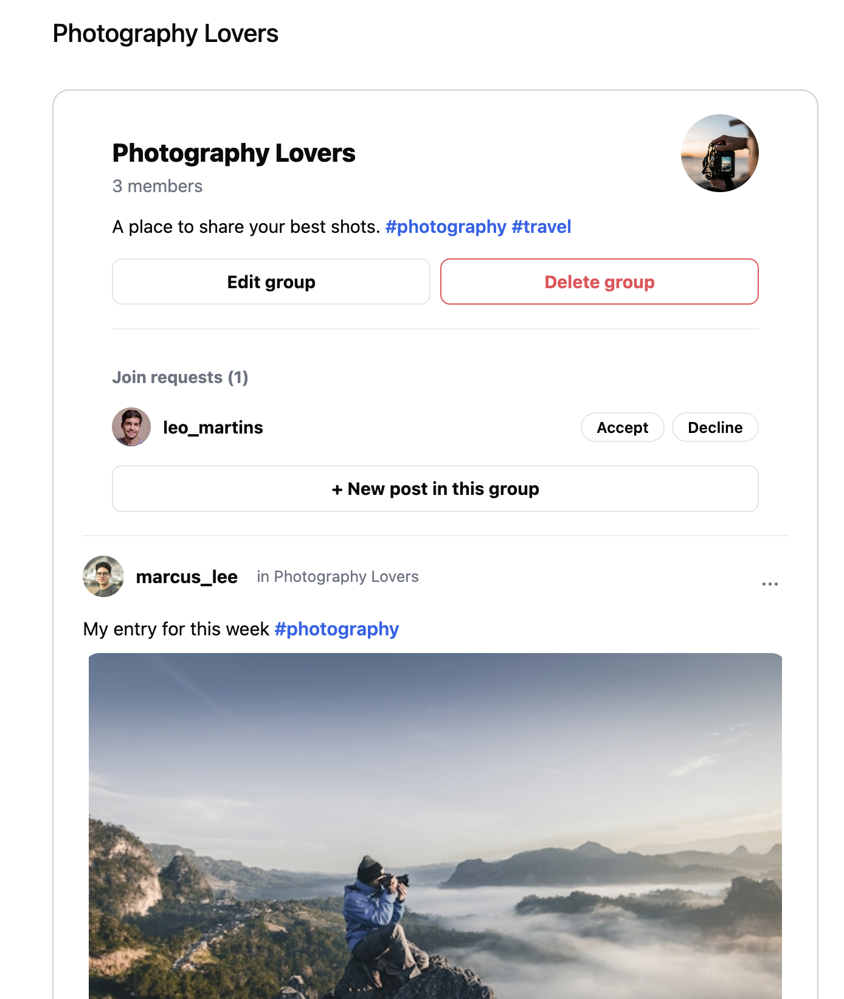 Photography Lovers
Photography Lovers
3 members
A place to share your best shots. #photography #travel
Edit group
Delete group
Join requests (1)
leo_martins
Accept
Decline
+ New post in this group
marcus_lee in Photography Lovers
...
My entry for this week #photography